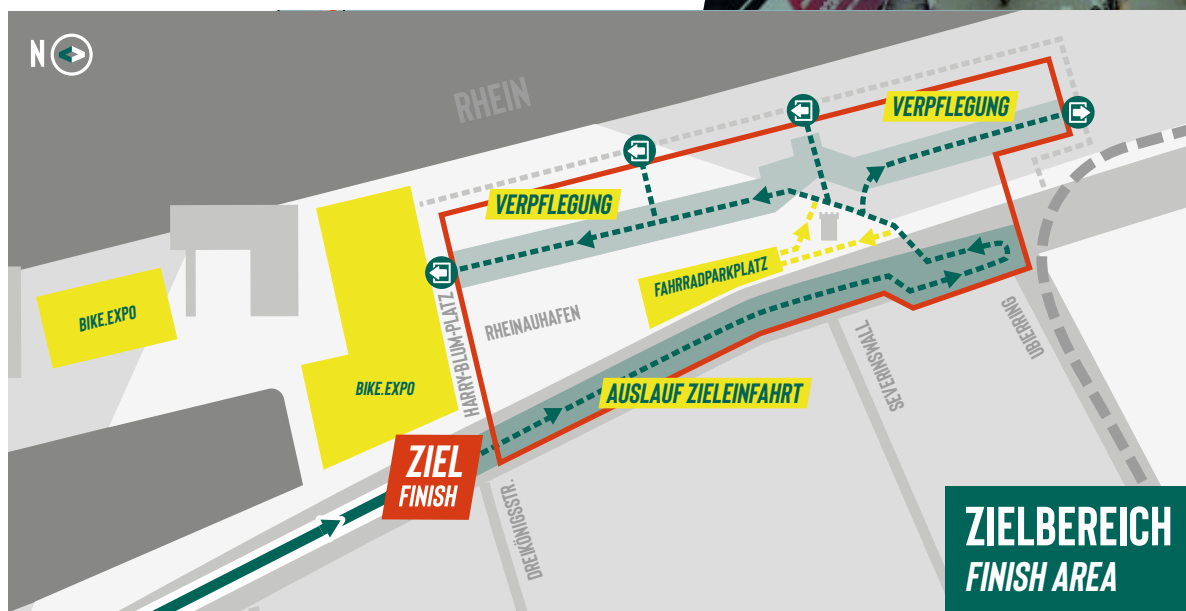 N
RHEIN
VERPFLEGUNG
VERPFLEGUNG
FAHRRADPARKPLATZ
BIKE.EXPO
RHEINAUHAFEN
HARRY-BLUM-PLATZ
UBIERRING
SEVERINSWALL
BIKE.EXPO
AUSLAUF ZIELEINFAHRT
ZIEL
FINISH
DREIKÖNIGSSTR.
ZIELBEREICH
FINISH AREA